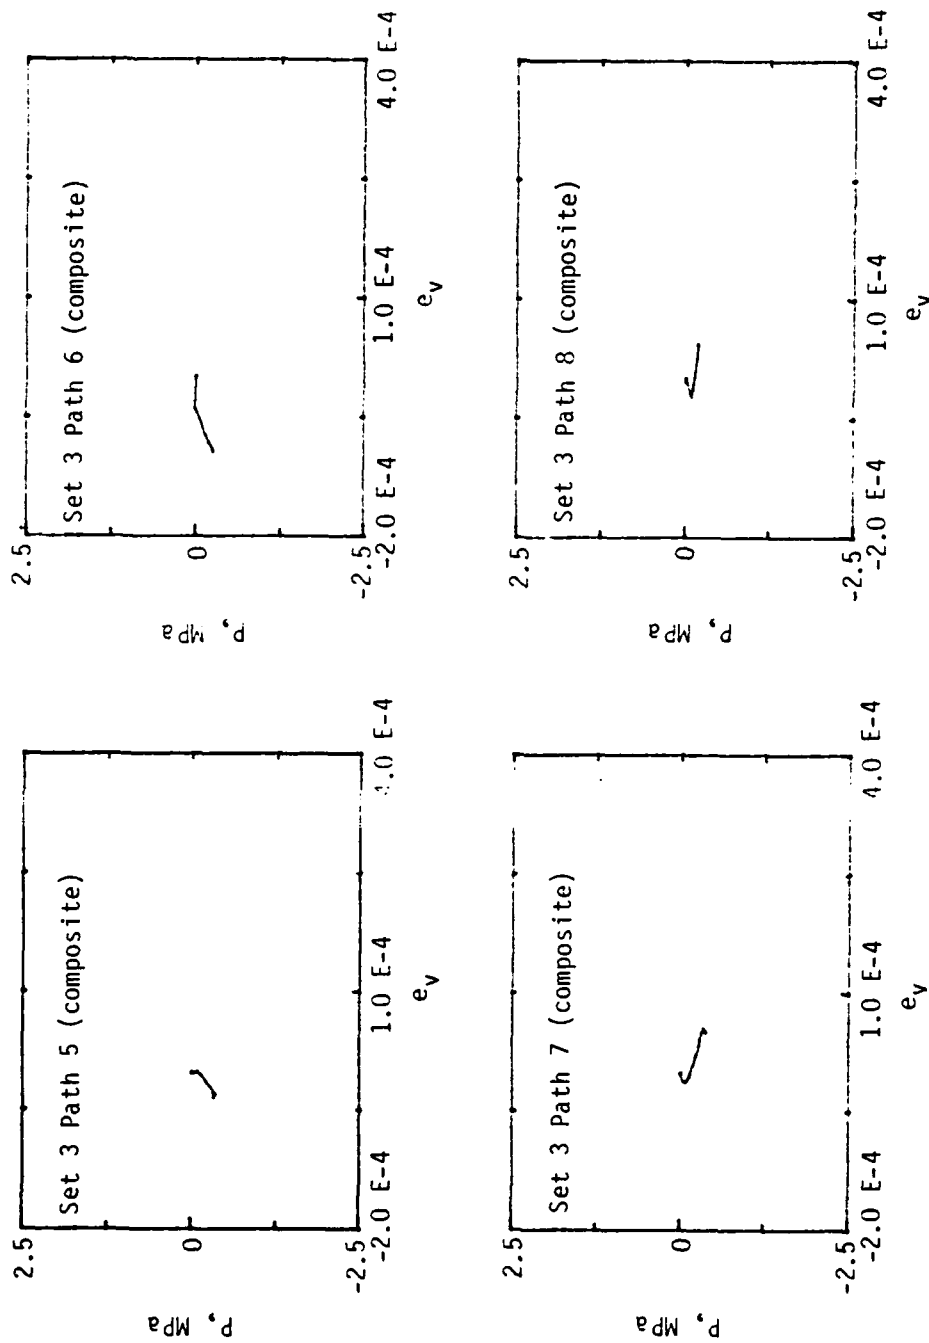 2.5
0
-2.5
P, MPa
Set 3 Path 5 (composite)
-2.0 E-4
1.0 E-4
4.0 E-4
e_v
2.5
0
-2.5
P, MPa
Set 3 Path 6 (composite)
-2.0 E-4
1.0 E-4
4.0 E-4
e_v
2.5
0
-2.5
P, MPa
Set 3 Path 7 (composite)
-2.0 E-4
1.0 E-4
4.0 E-4
e_v
2.5
0
-2.5
P, MPa
Set 3 Path 8 (composite)
-2.0 E-4
1.0 E-4
4.0 E-4
e_v